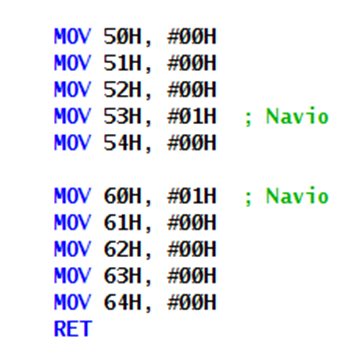 MOV 50H, #00H
MOV 51H, #00H
MOV 52H, #00H
MOV 53H, #01H ; Navio
MOV 54H, #00H
MOV 60H, #01H ; Navio
MOV 61H, #00H
MOV 62H, #00H
MOV 63H, #00H
MOV 64H, #00H
RET